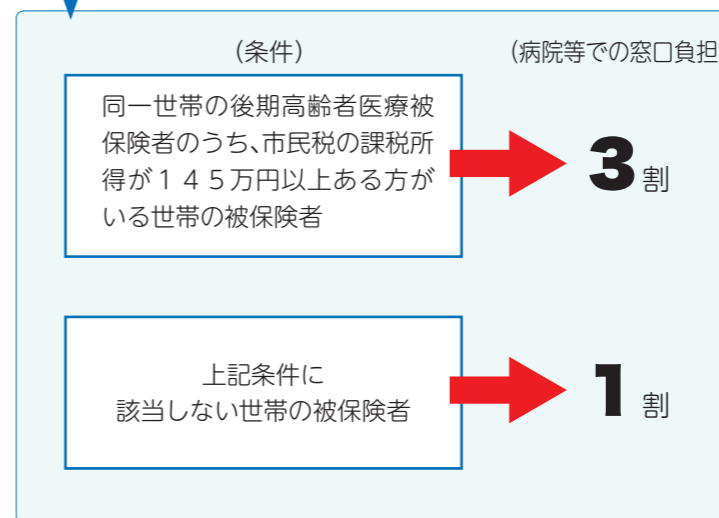 (条件)
(病院等での窓口負担
同一世帯の後期高齢者医療被
保険者のうち、市民税の課税所
得が145万円以上ある方が
いる世帯の被保険者
3割
上記条件に
該当しない世帯の被保険者
1割